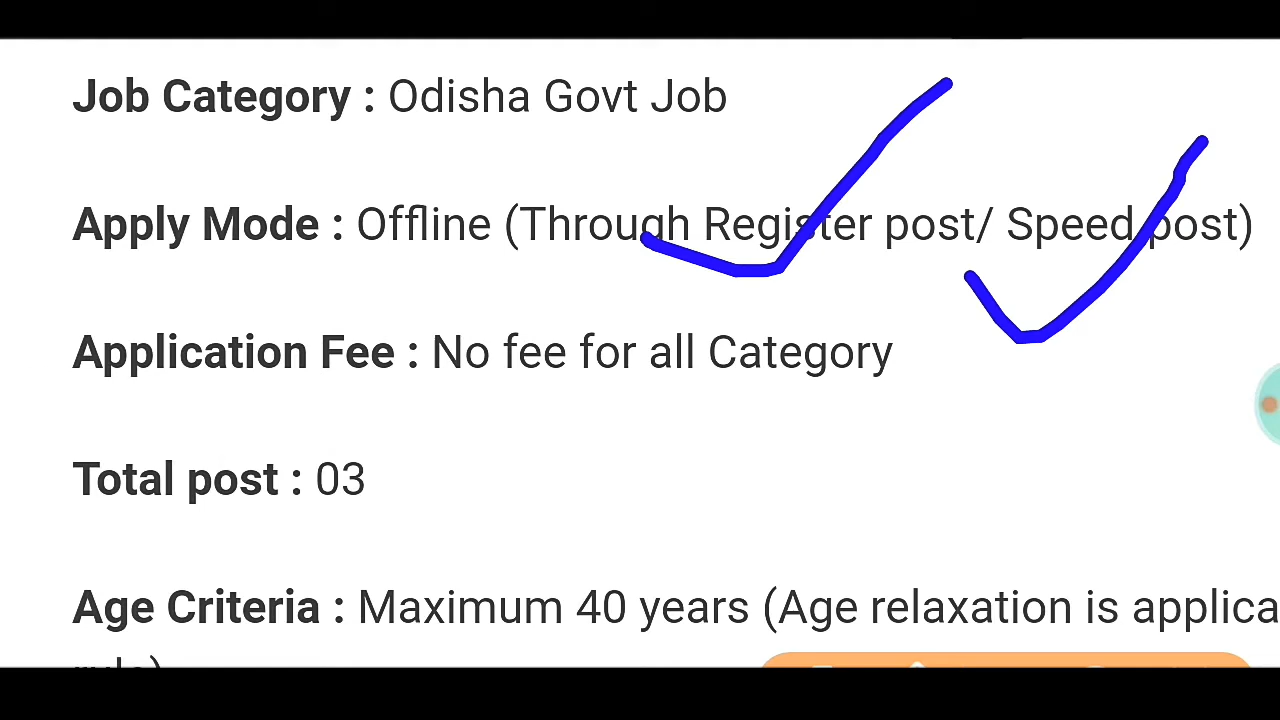 Job Category : Odisha Govt Job
Apply Mode : Offline (Through Register post/ Speed post)
Application Fee : No fee for all Category
Total post : 03
Age Criteria : Maximum 40 years (Age relaxation is applica